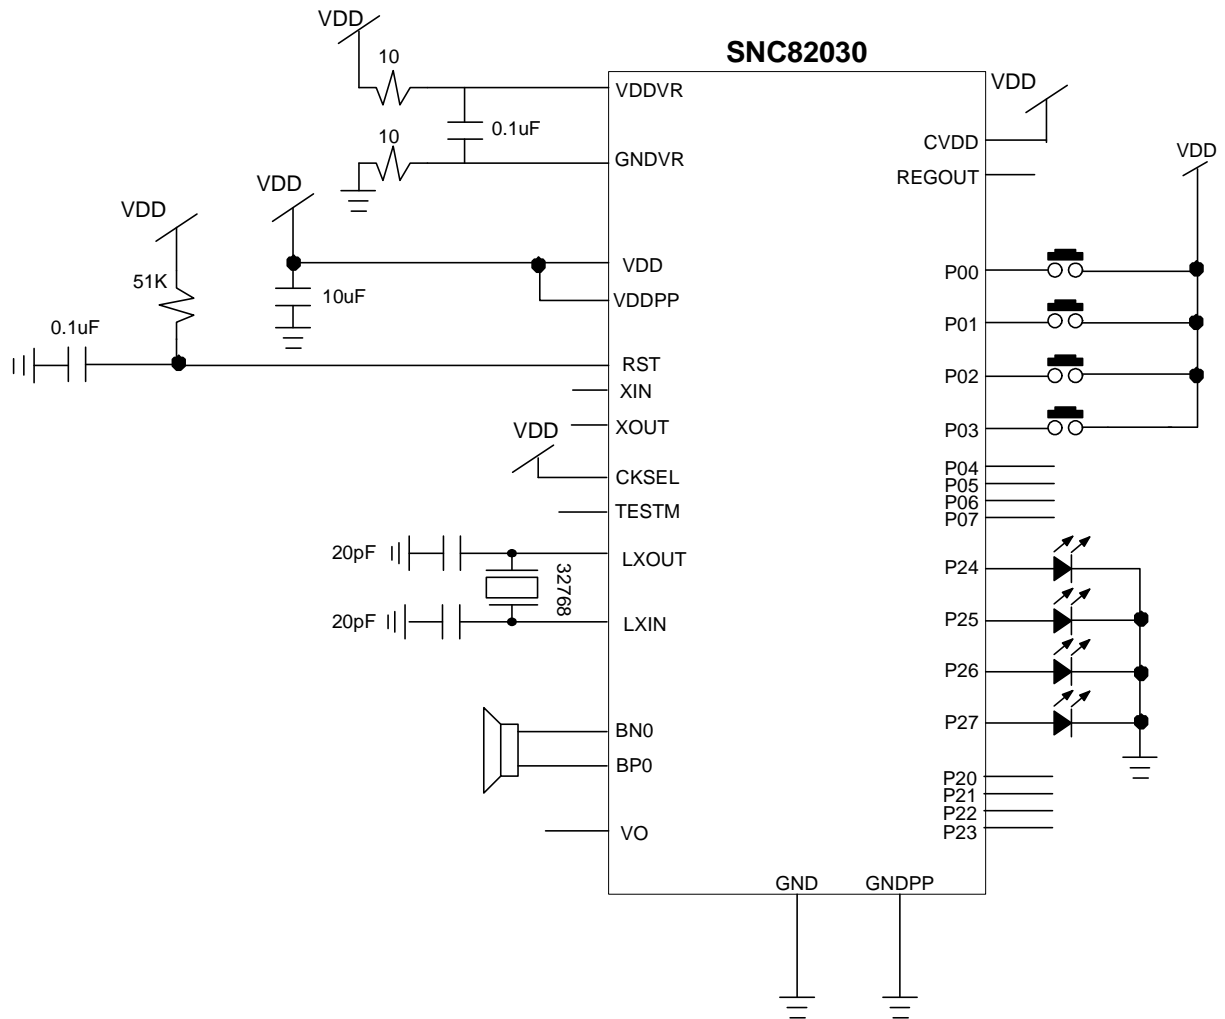 VDD
SNC82030
10
VDDVR
VDD
0.1uF
10
CVDD
GNDVR
VDD
REGOUT
VDD
VDD
VDD
P00
51K
10uF
VDDPP
0.1uF
P01
RST
P02
XIN
XOUT
P03
VDD
CKSEL
P04
P05
P06
P07
TESTM
20pF
LXOUT
32768
P24
20pF
LXIN
P25
P26
P27
BN0
BP0
P20
P21
P22
P23
VO
GND
GNDPP